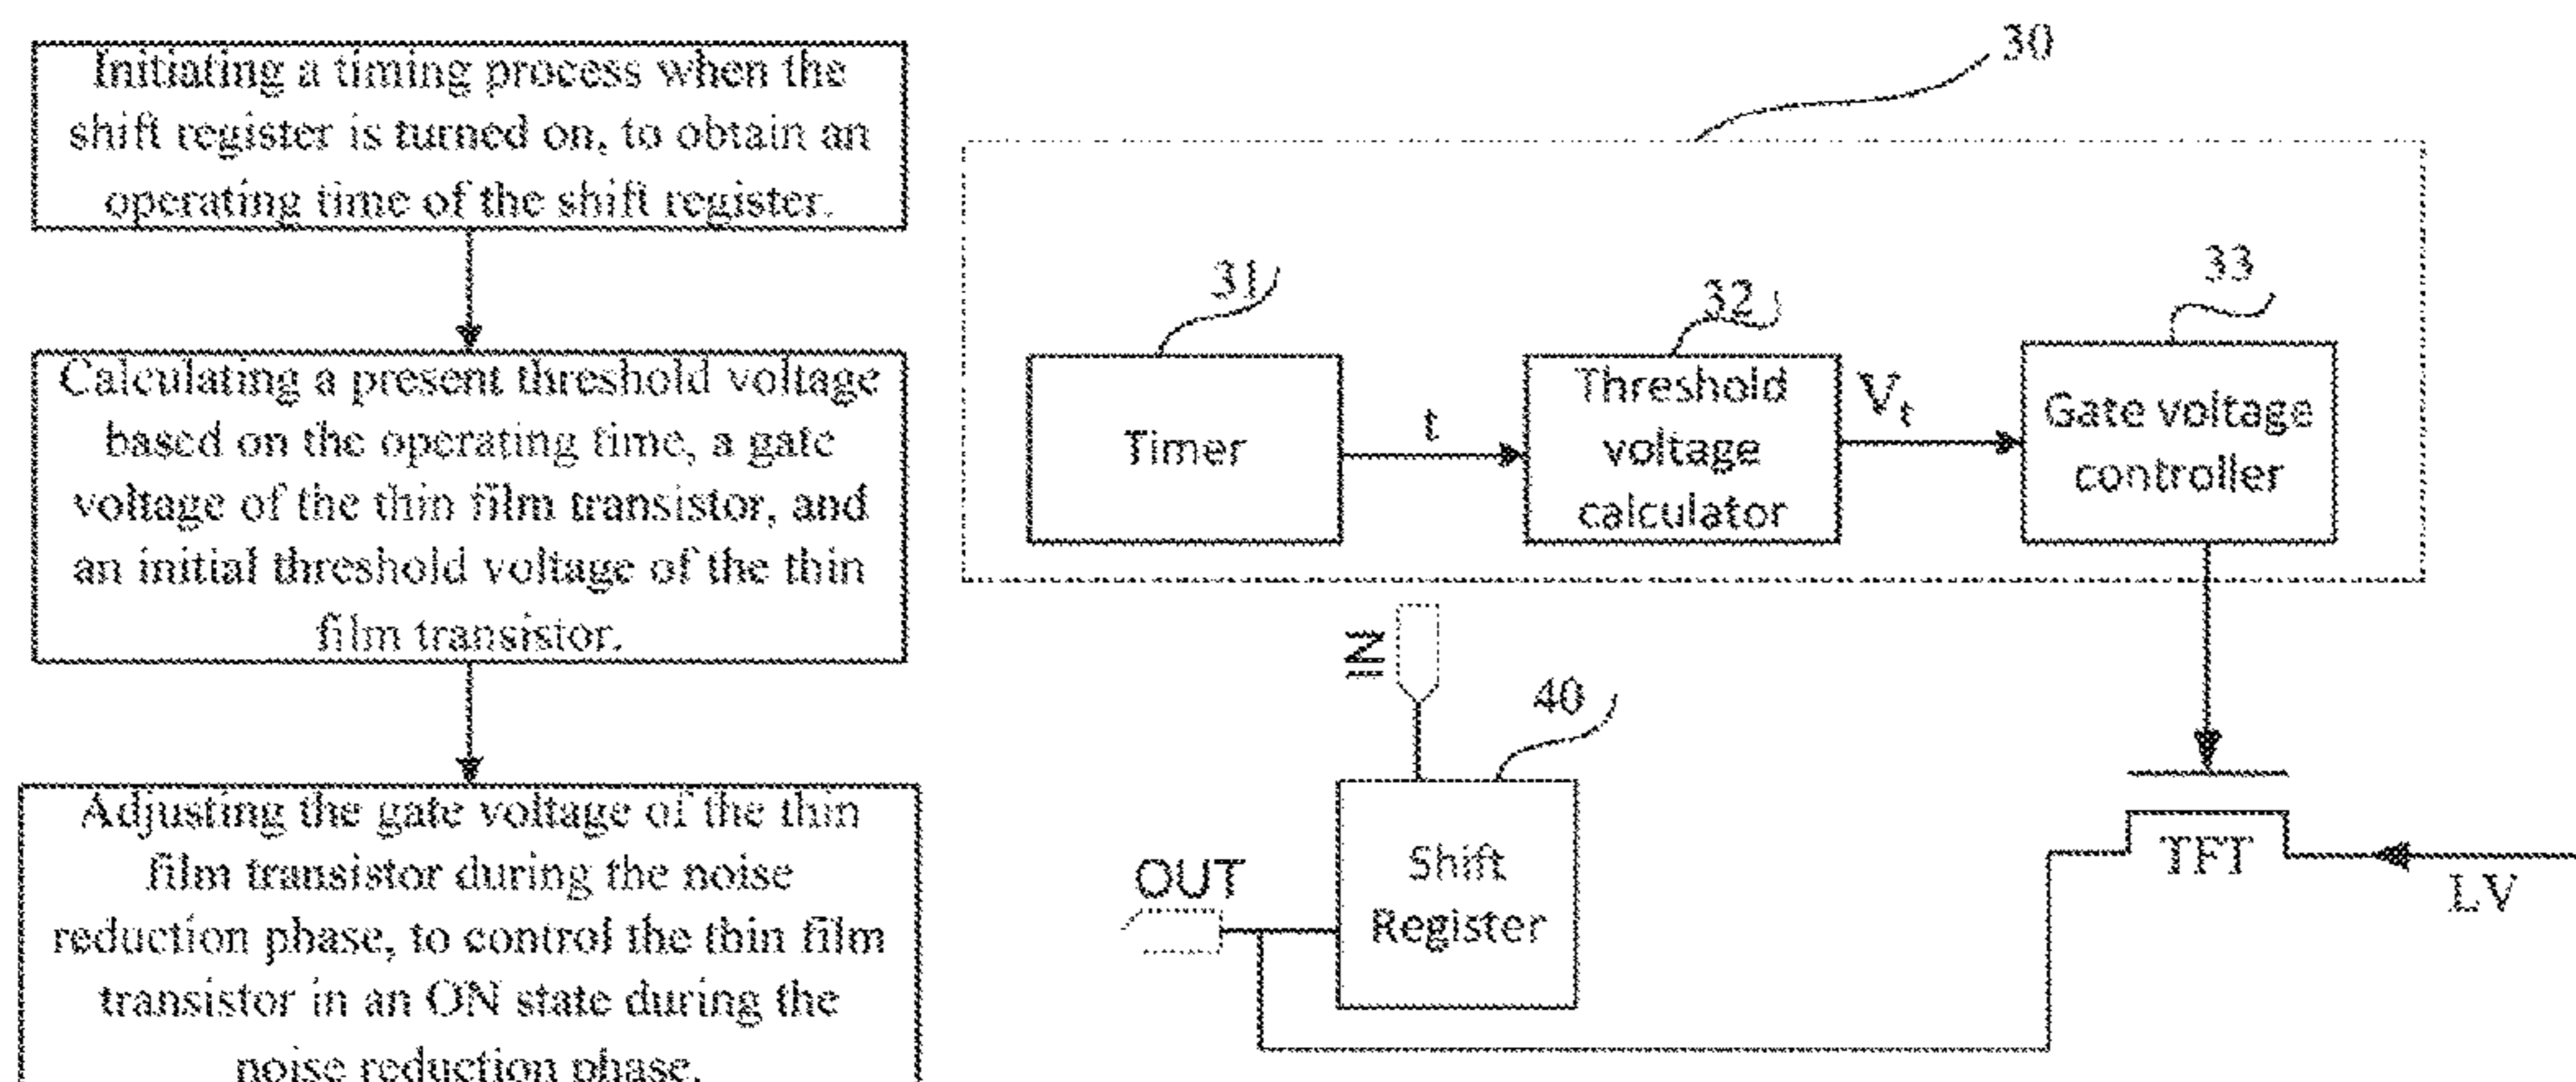 Initiating a timing process when the
shift register is turned on, to obtain an
operating time of the shift register.
Calculating a present threshold voltage
based on the operating time, a gate
voltage of the thin film transistor, and
an initial threshold voltage of the thin
film transistor.
Adjusting the gate voltage of the thin
film transistor during the noise
reduction phase, to control the thin film
transistor in an ON state during the
noise reduction phase.
30
31
32
33
Timer
t
Threshold
voltage
calculator
Vt
Gate voltage
controller
IN
40
OUT
Shift
Register
TFT
LV